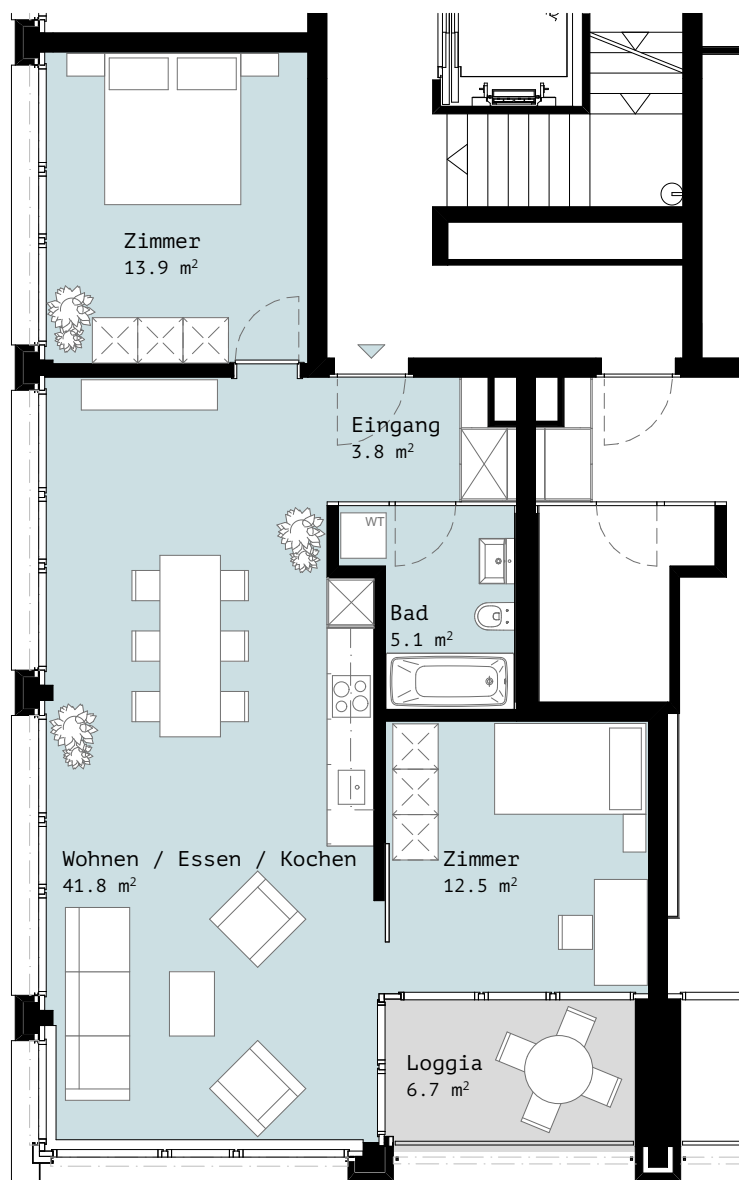 Zimmer
13.9 m²
Eingang
3.8 m²
WT
Bad
5.1 m²
Wohnen / Essen / Kochen
41.8 m²
Zimmer
12.5 m²
Loggia
6.7 m²